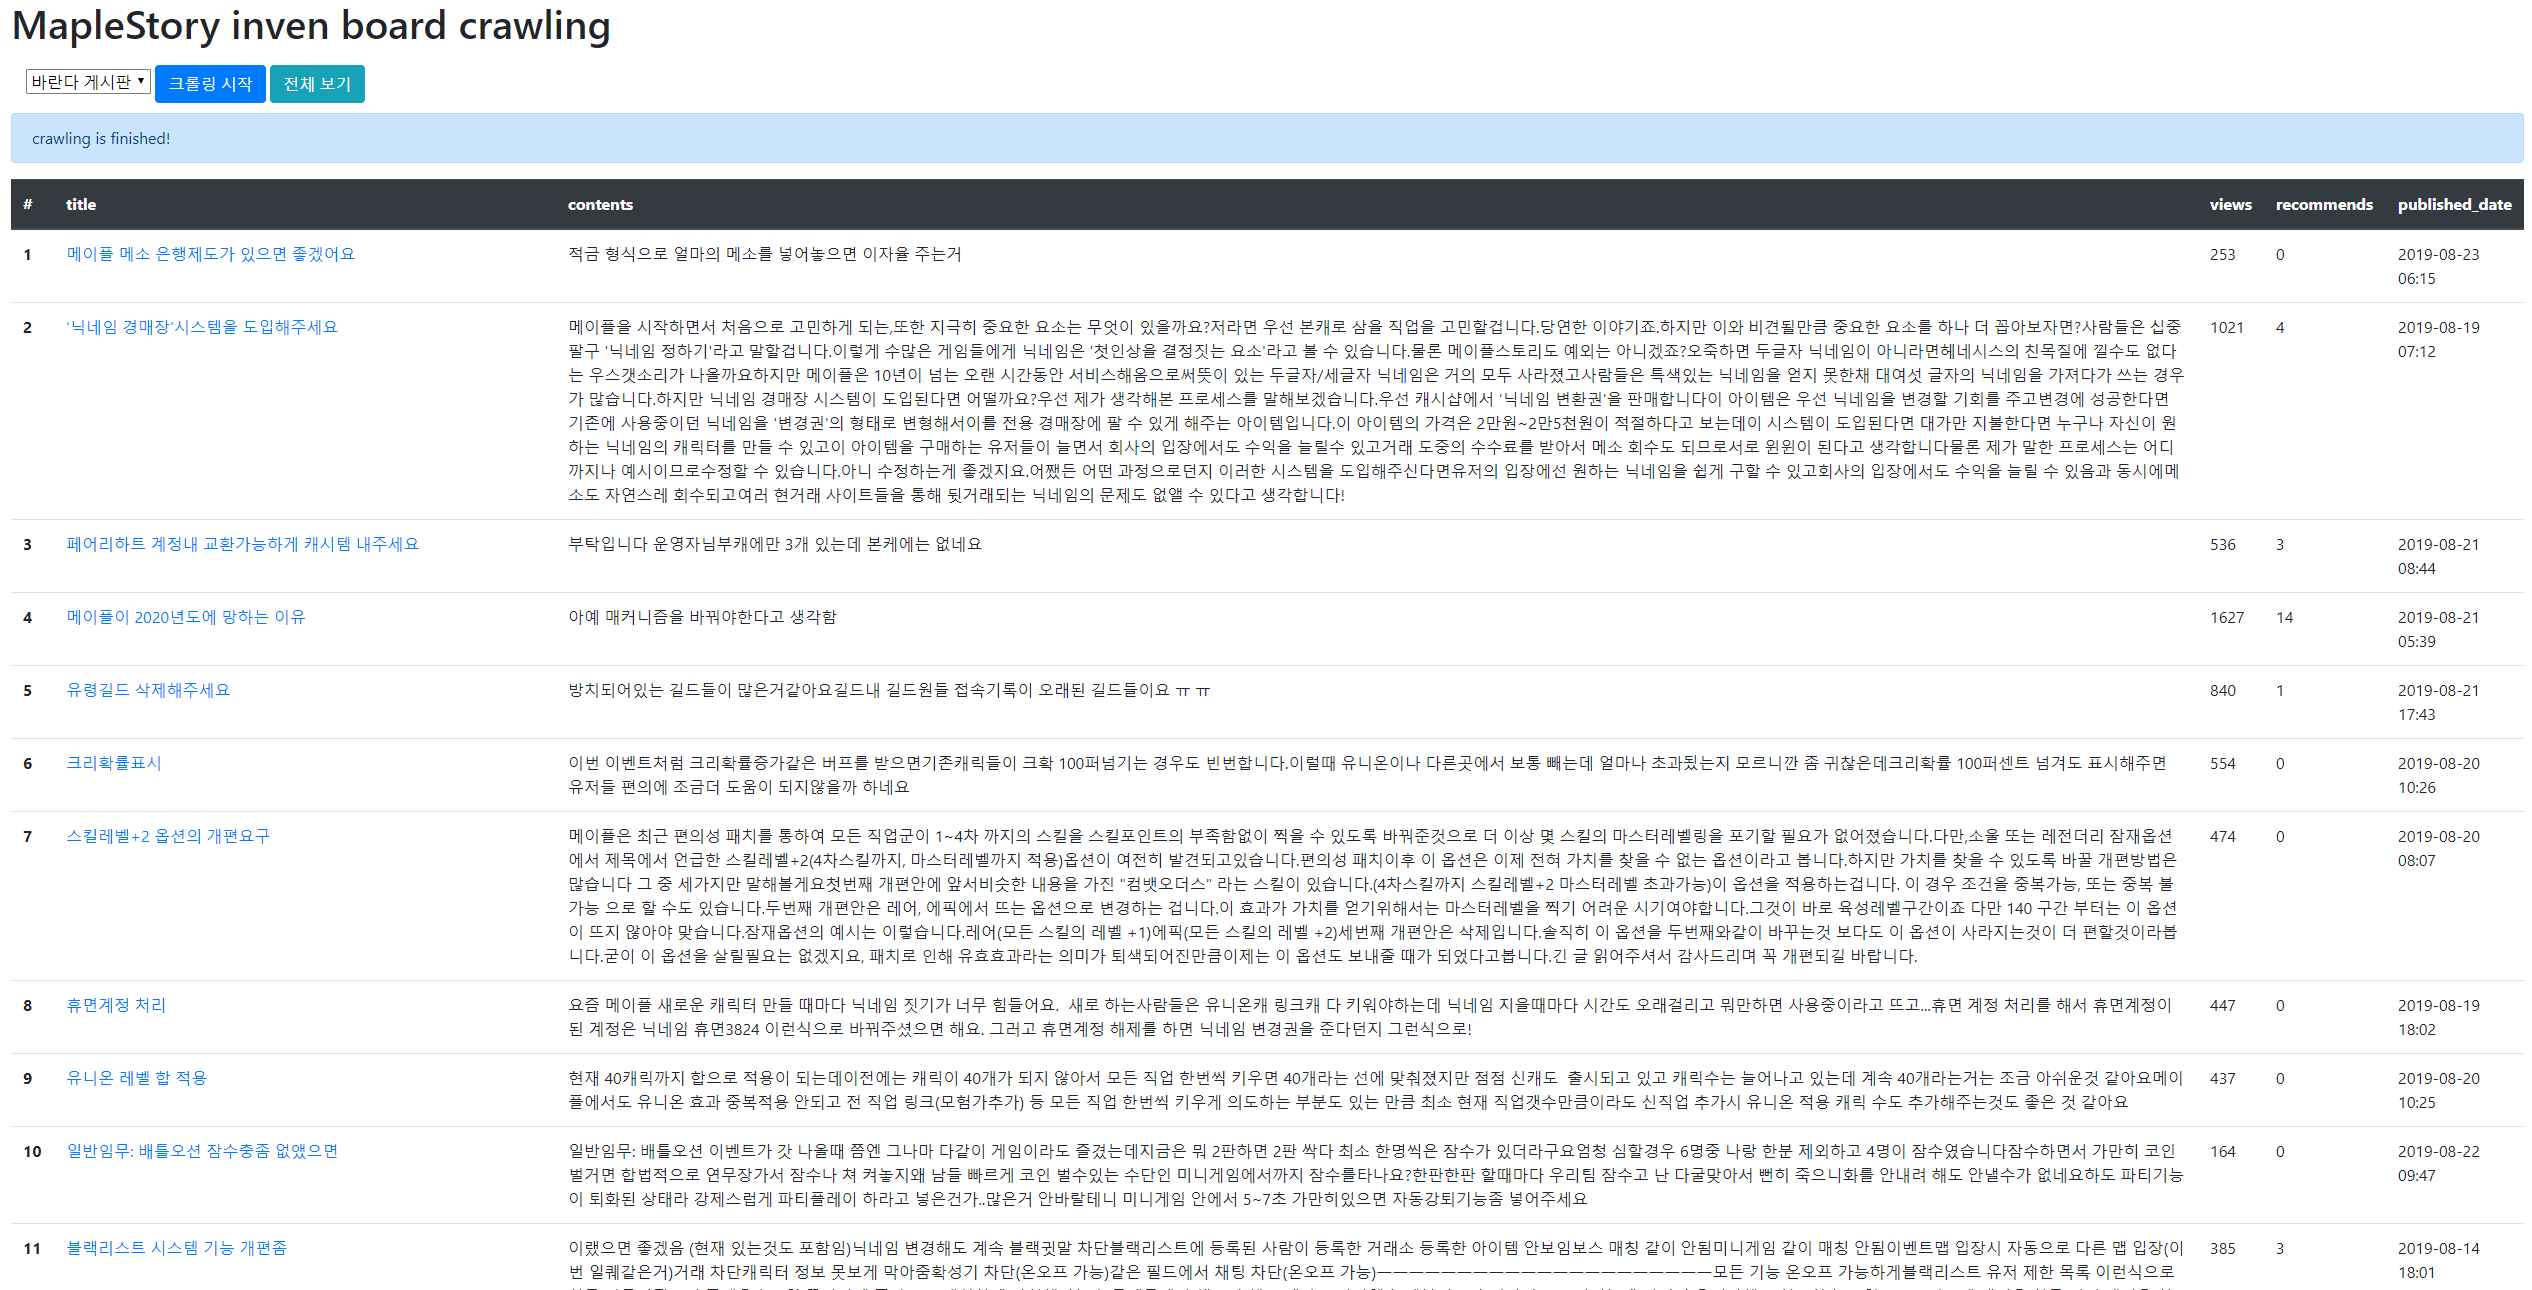 MapleStory inven board crawling
바란다 게시판 크롤링 시작 전체 보기
crawling is finished!
# title contents views recommends published_date
1 메이플 메소 은행제도가 있으면 좋겠어요 적금 형식으로 얼마의 메소를 넣어놓으면 이자율 주는거 253 0 2019-08-23
06:15
2 '닉네임 경매장'시스템을 도입해주세요 메이플을 시작하면서 처음으로 고민하게 되는,또한 지극히 중요한 요소는 무엇이 있을까요?저라면 우선 본캐로 삼을 직업을 고민할겁니다.당연한 이야기죠.하지만 이와 비견될만큼 중요한 요소를 하나 더 꼽아보자면?사람들은 십중 1021 4 2019-08-19
팔구 '닉네임 정하기'라고 말할겁니다.이렇게 수많은 게임들에게 닉네임은 '첫인상을 결정짓는 요소'라고 볼 수 있습니다.물론 메이플스토리도 예외는 아니겠죠?오죽하면 두글자 닉네임이 아니라면헤네시스의 친목질에 낄수도 없다 07:12
는 우스갯소리가 나올까요하지만 메이플은 10년이 넘는 오랜 시간동안 서비스해옴으로써뜻이 있는 두글자/세글자 닉네임은 거의 모두 사라졌고사람들은 특색있는 닉네임을 얻지 못한채 대여섯 글자의 닉네임을 가져다가 쓰는 경우
가 많습니다.하지만 닉네임 경매장 시스템이 도입된다면 어떨까요?우선 제가 생각해본 프로세스를 말해보겠습니다.우선 캐시샵에서 '닉네임 변환권'을 판매합니다이 아이템은 우선 닉네임을 변경할 기회를 주고변경에 성공한다면
기존에 사용중이던 닉네임을 '변경권'의 형태로 변형해서이를 전용 경매장에 팔 수 있게 해주는 아이템입니다.이 아이템의 가격은 2만원~2만5천원이 적절하다고 보는데이 시스템이 도입된다면 대가만 지불한다면 누구나 자신이 원
하는 닉네임의 캐릭터를 만들 수 있고이 아이템을 구매하는 유저들이 늘면서 회사의 입장에서도 수익을 늘릴수 있고거래 도중의 수수료를 받아서 메소 회수도 되므로서로 윈윈이 된다고 생각합니다물론 제가 말한 프로세스는 어디
까지나 예시이므로수정할 수 있습니다.아니 수정하는게 좋겠지요.어쨌든 어떤 과정으로던지 이러한 시스템을 도입해주신다면유저의 입장에선 원하는 닉네임을 쉽게 구할 수 있고회사의 입장에서도 수익을 늘릴 수 있음과 동시에메
소도 자연스레 회수되고여러 현거래 사이트들을 통해 뒷거래되는 닉네임의 문제도 없앨 수 있다고 생각합니다!
3 페어리하트 계정내 교환가능하게 캐시템 내주세요 부탁입니다 운영자님부캐에만 3개 있는데 본케에는 없네요 536 3 2019-08-21
08:44
4 메이플이 2020년도에 망하는 이유 아예 매커니즘을 바꿔야한다고 생각함 1627 14 2019-08-21
05:39
5 유령길드 삭제해주세요 방치되어있는 길드들이 많은거같아요길드내 길드원들 접속기록이 오래된 길드들이요 ㅠ ㅠ 840 1 2019-08-21
17:43
6 크리확률표시 이번 이벤트처럼 크리확률증가같은 버프를 받으면기존캐릭들이 크확 100퍼넘기는 경우도 빈번합니다.이럴때 유니온이나 다른곳에서 보통 빼는데 얼마나 초과됬는지 모르니깐 좀 귀찮은데크리확률 100퍼센트 넘겨도 표시해주면 554 0 2019-08-20
유저들 편의에 조금더 도움이 되지않을까 하네요 10:26
7 스킬레벨+2 옵션의 개편요구 메이플은 최근 편의성 패치를 통하여 모든 직업군이 1~4차 까지의 스킬을 스킬포인트의 부족함없이 찍을 수 있도록 바꿔준것으로 더 이상 몇 스킬의 마스터레벨링을 포기할 필요가 없어졌습니다.다만,소울 또는 레전더리 잠재옵션 474 0 2019-08-20
에서 제목에서 언급한 스킬레벨+2(4차스킬까지, 마스터레벨까지 적용)옵션이 여전히 발견되고있습니다.편의성 패치이후 이 옵션은 이제 전혀 가치를 찾을 수 없는 옵션이라고 봅니다.하지만 가치를 찾을 수 있도록 바꿀 개편방법은 08:07
많습니다 그 중 세가지만 말해볼게요첫번째 개편안에 앞서비슷한 내용을 가진 "컴뱃오더스" 라는 스킬이 있습니다.(4차스킬까지 스킬레벨+2 마스터레벨 초과가능)이 옵션을 적용하는겁니다. 이 경우 조건을 중복가능, 또는 중복 불
가능 으로 할 수도 있습니다.두번째 개편안은 레어, 에픽에서 뜨는 옵션으로 변경하는 겁니다.이 효과가 가치를 얻기위해서는 마스터레벨을 찍기 어려운 시기여야합니다.그것이 바로 육성레벨구간이죠 다만 140 구간 부터는 이 옵션
이 뜨지 않아야 맞습니다.잠재옵션의 예시는 이렇습니다.레어(모든 스킬의 레벨 +1)에픽(모든 스킬의 레벨 +2)세번째 개편안은 삭제입니다.솔직히 이 옵션을 두번째와같이 바꾸는것 보다도 이 옵션이 사라지는것이 더 편할것이라봅
니다.굳이 이 옵션을 살릴필요는 없겠지요, 패치로 인해 유효효과라는 의미가 퇴색되어진만큼이제는 이 옵션도 보내줄 때가 되었다고봅니다.긴 글 읽어주셔서 감사드리며 꼭 개편되길 바랍니다.
8 휴면계정 처리 요즘 메이플 새로운 캐릭터 만들 때마다 닉네임 짓기가 너무 힘들어요.  새로 하는사람들은 유니온캐 링크캐 다 키워야하는데 닉네임 지을때마다 시간도 오래걸리고 뭐만하면 사용중이라고 뜨고...휴면 계정 처리를 해서 휴면계정이 447 0 2019-08-19
된 계정은 닉네임 휴면3824 이런식으로 바꿔주셨으면 해요. 그러고 휴면계정 해제를 하면 닉네임 변경권을 준다던지 그런식으로! 18:02
9 유니온 레벨 합 적용 현재 40캐릭까지 합으로 적용이 되는데이전에는 캐릭이 40개가 되지 않아서 모든 직업 한번씩 키우면 40개라는 선에 맞춰졌지만 점점 신캐도  출시되고 있고 캐릭수는 늘어나고 있는데 계속 40개라는거는 조금 아쉬운것 같아요메이 437 0 2019-08-20
플에서도 유니온 효과 중복적용 안되고 전 직업 링크(모험가추가) 등 모든 직업 한번씩 키우게 의도하는 부분도 있는 만큼 최소 현재 직업갯수만큼이라도 신직업 추가시 유니온 적용 캐릭 수도 추가해주는것도 좋은 것 같아요 10:25
10 일반임무: 배틀오션 잠수충좀 없앴으면 일반임무: 배틀오션 이벤트가 갓 나올때 쯤엔 그나마 다같이 게임이라도 즐겼는데지금은 뭐 2판하면 2판 싹다 최소 한명씩은 잠수가 있더라구요엄청 심할경우 6명중 나랑 한분 제외하고 4명이 잠수였습니다잠수하면서 가만히 코인 164 0 2019-08-22
벌거면 합법적으로 연무장가서 잠수나 쳐 켜놓지왜 남들 빠르게 코인 벌수있는 수단인 미니게임에서까지 잠수를타나요?한판한판 할때마다 우리팀 잠수고 난 다굴맞아서 뻔히 죽으니화를 안내려 해도 안낼수가 없네요하도 파티기능 09:47
이 퇴화된 상태라 강제스럽게 파티플레이 하라고 넣은건가..많은거 안바랄테니 미니게임 안에서 5~7초 가만히있으면 자동강퇴기능좀 넣어주세요
11 블랙리스트 시스템 기능 개편좀 이랬으면 좋겠음 (현재 있는것도 포함임)닉네임 변경해도 계속 블랙귓말 차단블랙리스트에 등록된 사람이 등록한 거래소 등록한 아이템 안보임보스 매칭 같이 안됨미니게임 같이 매칭 안됨이벤트맵 입장시 자동으로 다른 맵 입장(이 385 3 2019-08-14
번 일퀘같은거)거래 차단캐릭터 정보 못보게 막아줌확성기 차단(온오프 가능)같은 필드에서 채팅 차단(온오프 가능)ㅡㅡㅡㅡㅡㅡㅡㅡㅡㅡㅡㅡㅡㅡㅡㅡㅡㅡㅡㅡㅡ모든 기능 온오프 가능하게블랙리스트 유저 제한 목록 이런식으로 18:01